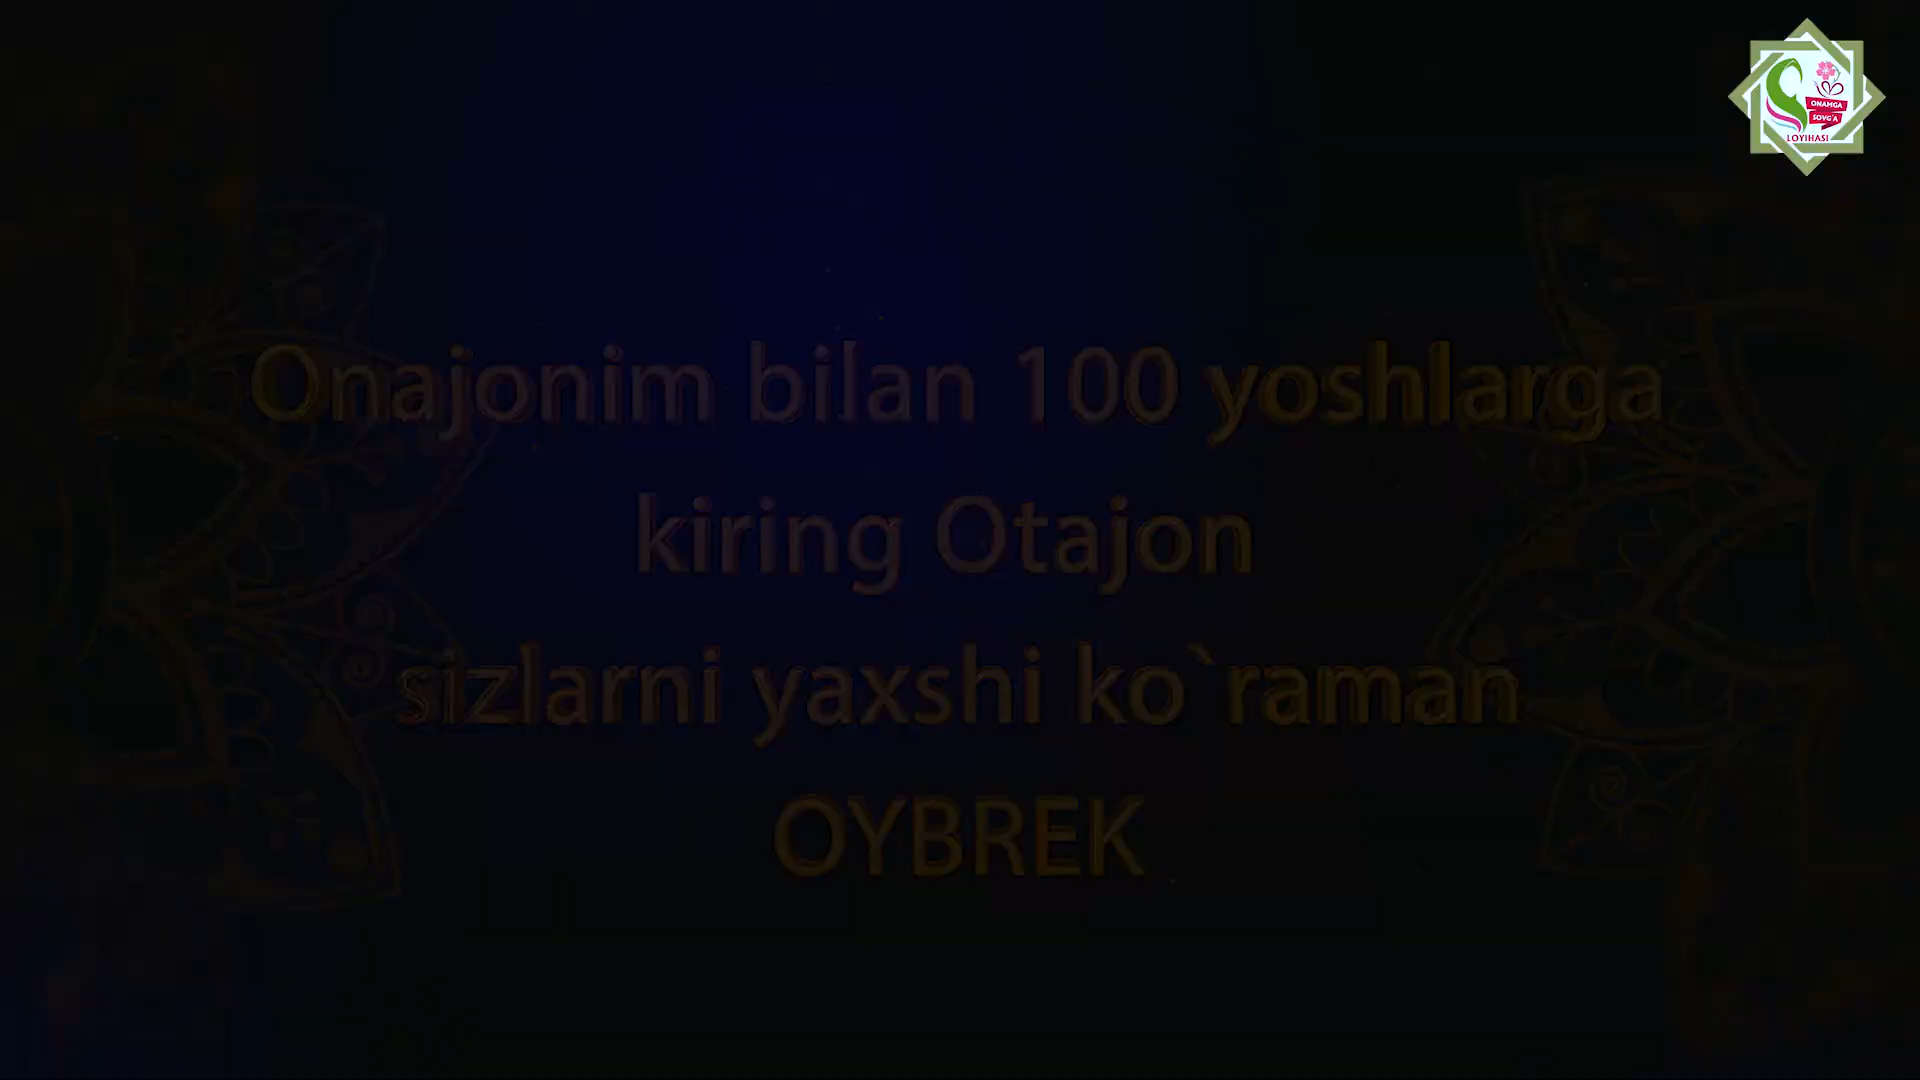 ONAMGA
SOVG'A
LOYIHASI
Onajonim bilan 100 yoshlarga
kiring Otajon
sizlarni yaxshi ko`raman
OYBREK